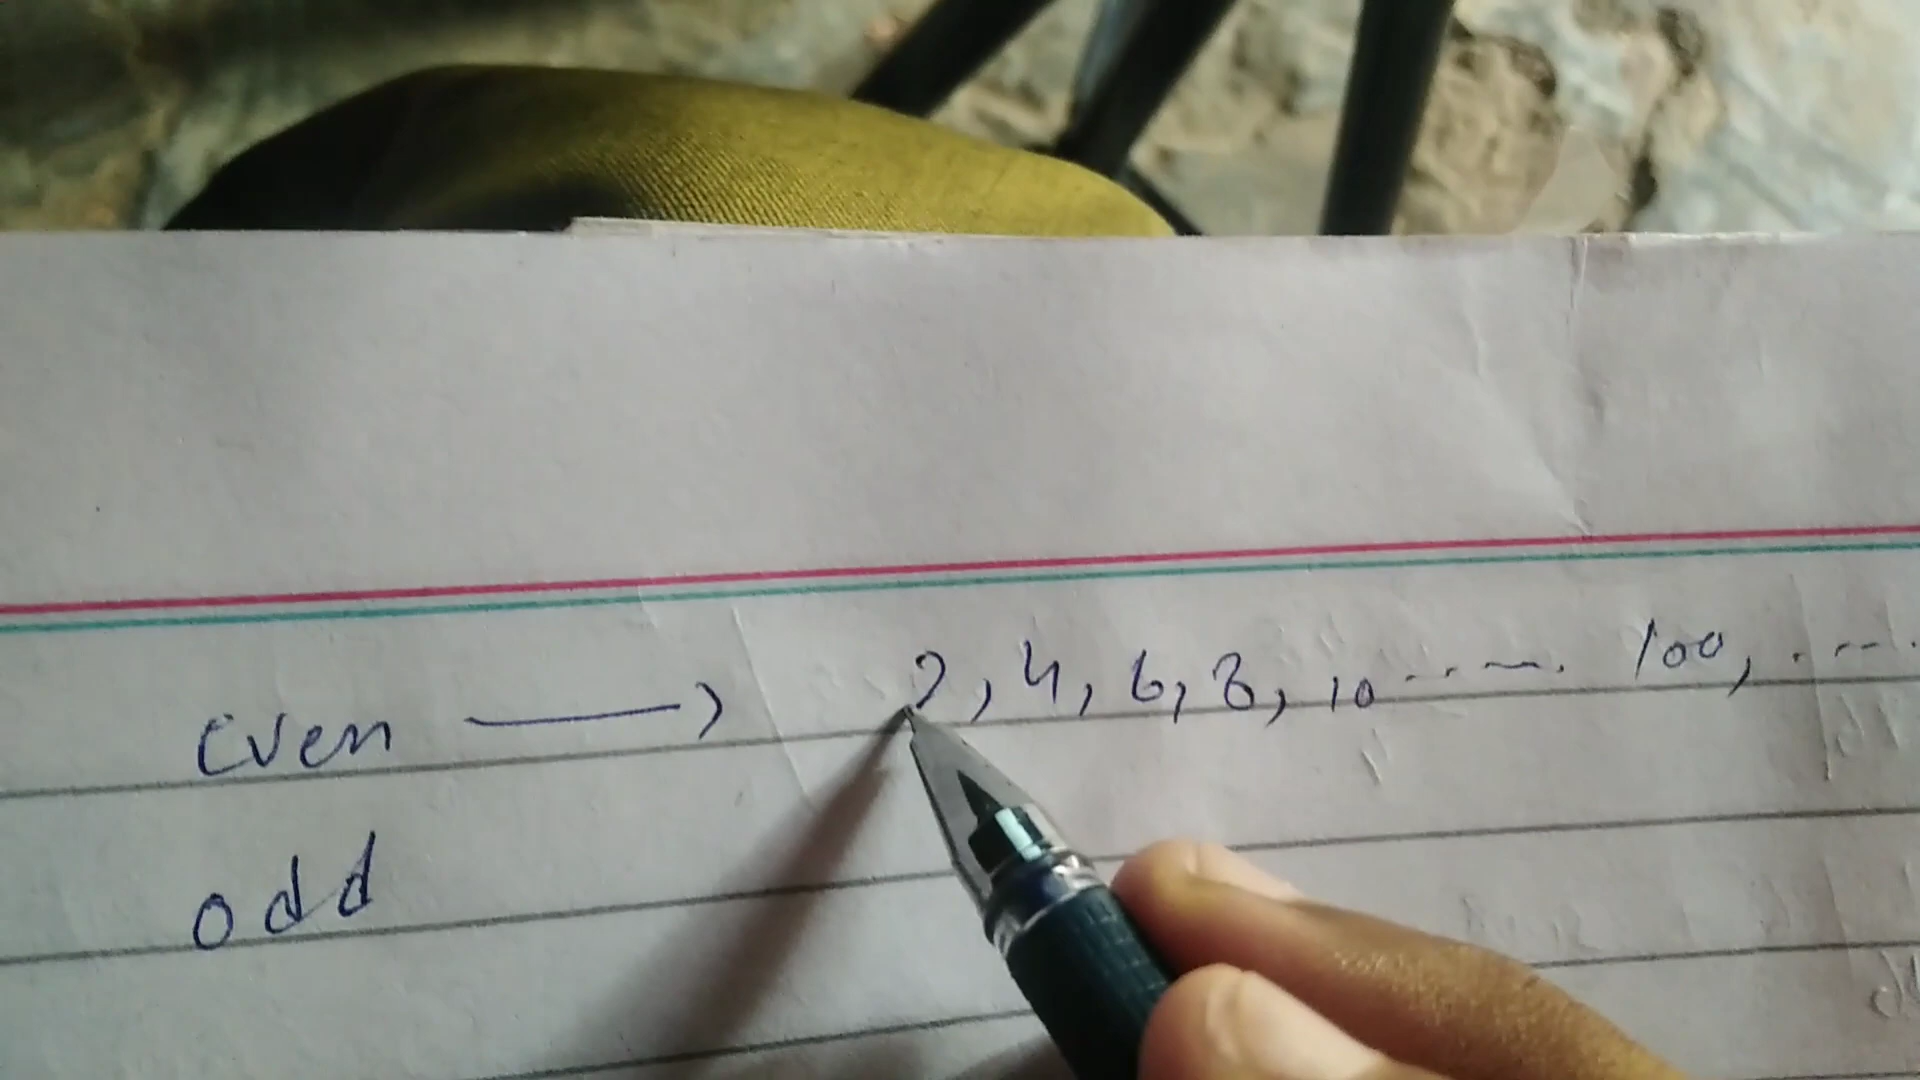 even → 2, 4, 6, 8, 10 ..... 100, ....
odd